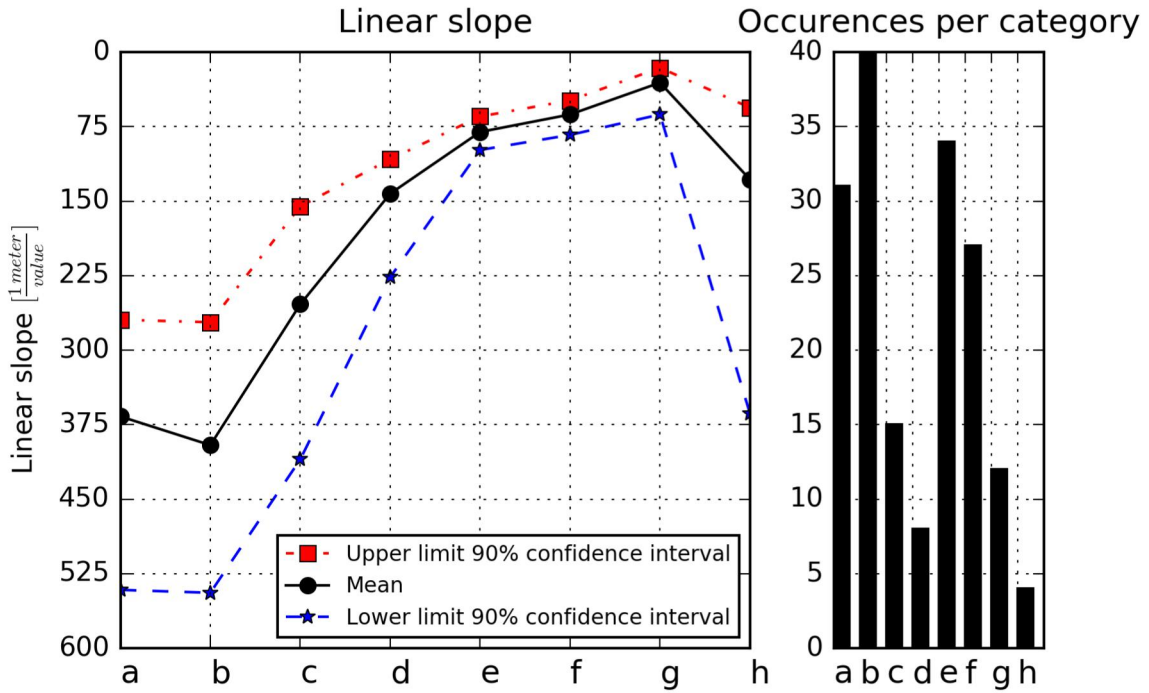 Linear slope
Occurences per category
0
75
150
225
300
375
450
525
600
Linear slope [1 meter / value]
a b c d e f g h
Upper limit 90% confidence interval
Mean
Lower limit 90% confidence interval
40
35
30
25
20
15
10
5
0
a b c d e f g h